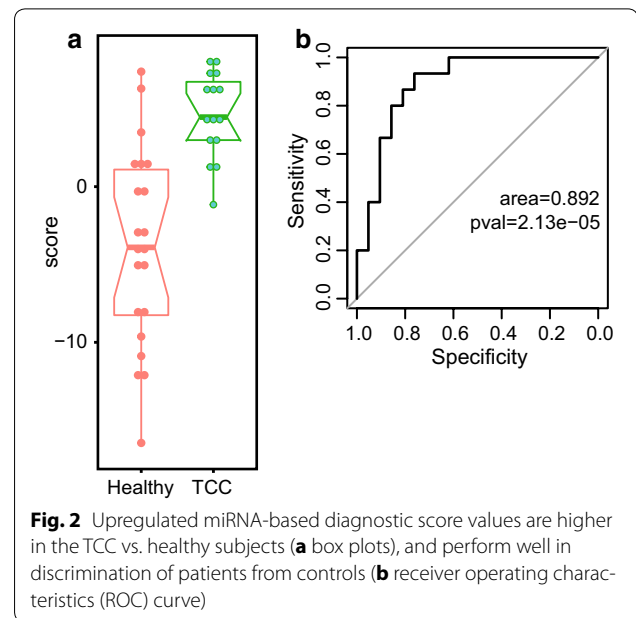 a
b
0
−10
score
Healthy TCC
1.0
0.8
0.6
0.4
0.2
0.0
Sensitivity
area=0.892
pval=2.13e−05
1.0 0.8 0.6 0.4 0.2 0.0
Specificity
Fig. 2 Upregulated miRNA-based diagnostic score values are higher
in the TCC vs. healthy subjects (a box plots), and perform well in
discrimination of patients from controls (b receiver operating charac-
teristics (ROC) curve)